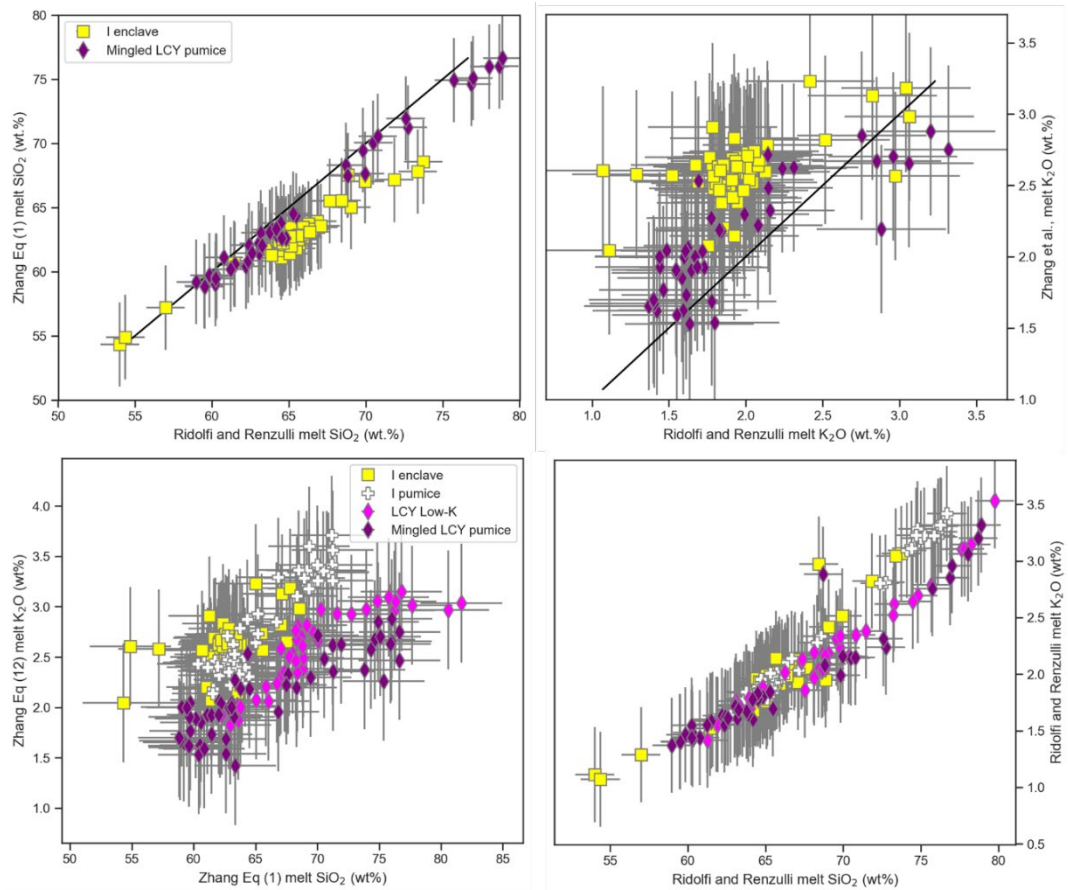 80
75
70
65
60
55
50
Zhang Eq (1) melt SiO₂ (wt.%)
I enclave
Mingled LCY pumice
50 55 60 65 70 75 80
Ridolfi and Renzulli melt SiO₂ (wt.%)
3.5
3.0
2.5
2.0
1.5
1.0
Zhang et al., melt K₂O (wt.%)
1.0 1.5 2.0 2.5 3.0 3.5
Ridolfi and Renzulli melt K₂O (wt.%)
4.0
3.5
3.0
2.5
2.0
1.5
1.0
Zhang Eq (12) melt K₂O (wt%)
I enclave
I pumice
LCY Low-K
Mingled LCY pumice
50 55 60 65 70 75 80 85
Zhang Eq (1) melt SiO₂ (wt%)
3.5
3.0
2.5
2.0
1.5
1.0
0.5
Ridolfi and Renzulli melt K₂O (wt%)
55 60 65 70 75 80
Ridolfi and Renzulli melt SiO₂ (wt%)